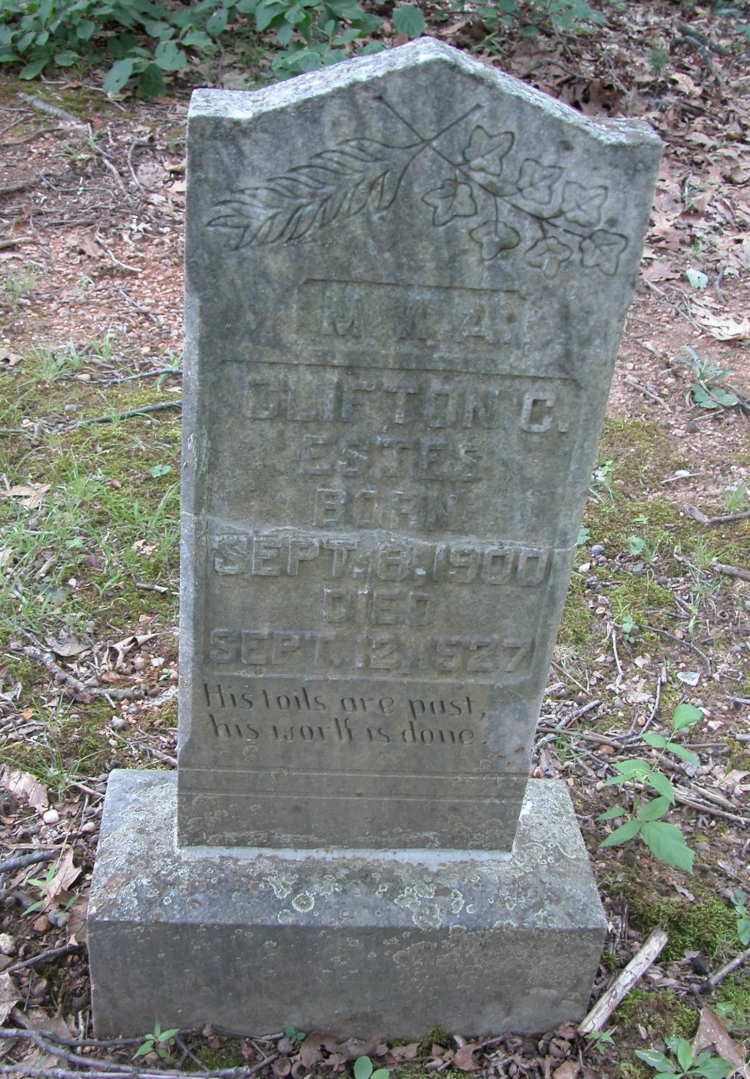 M.W.A.
CLIFTON C.
ESTES
BORN
SEPT. 8, 1900
DIED
SEPT. 12, 1927
His toils are past,
his work is done.